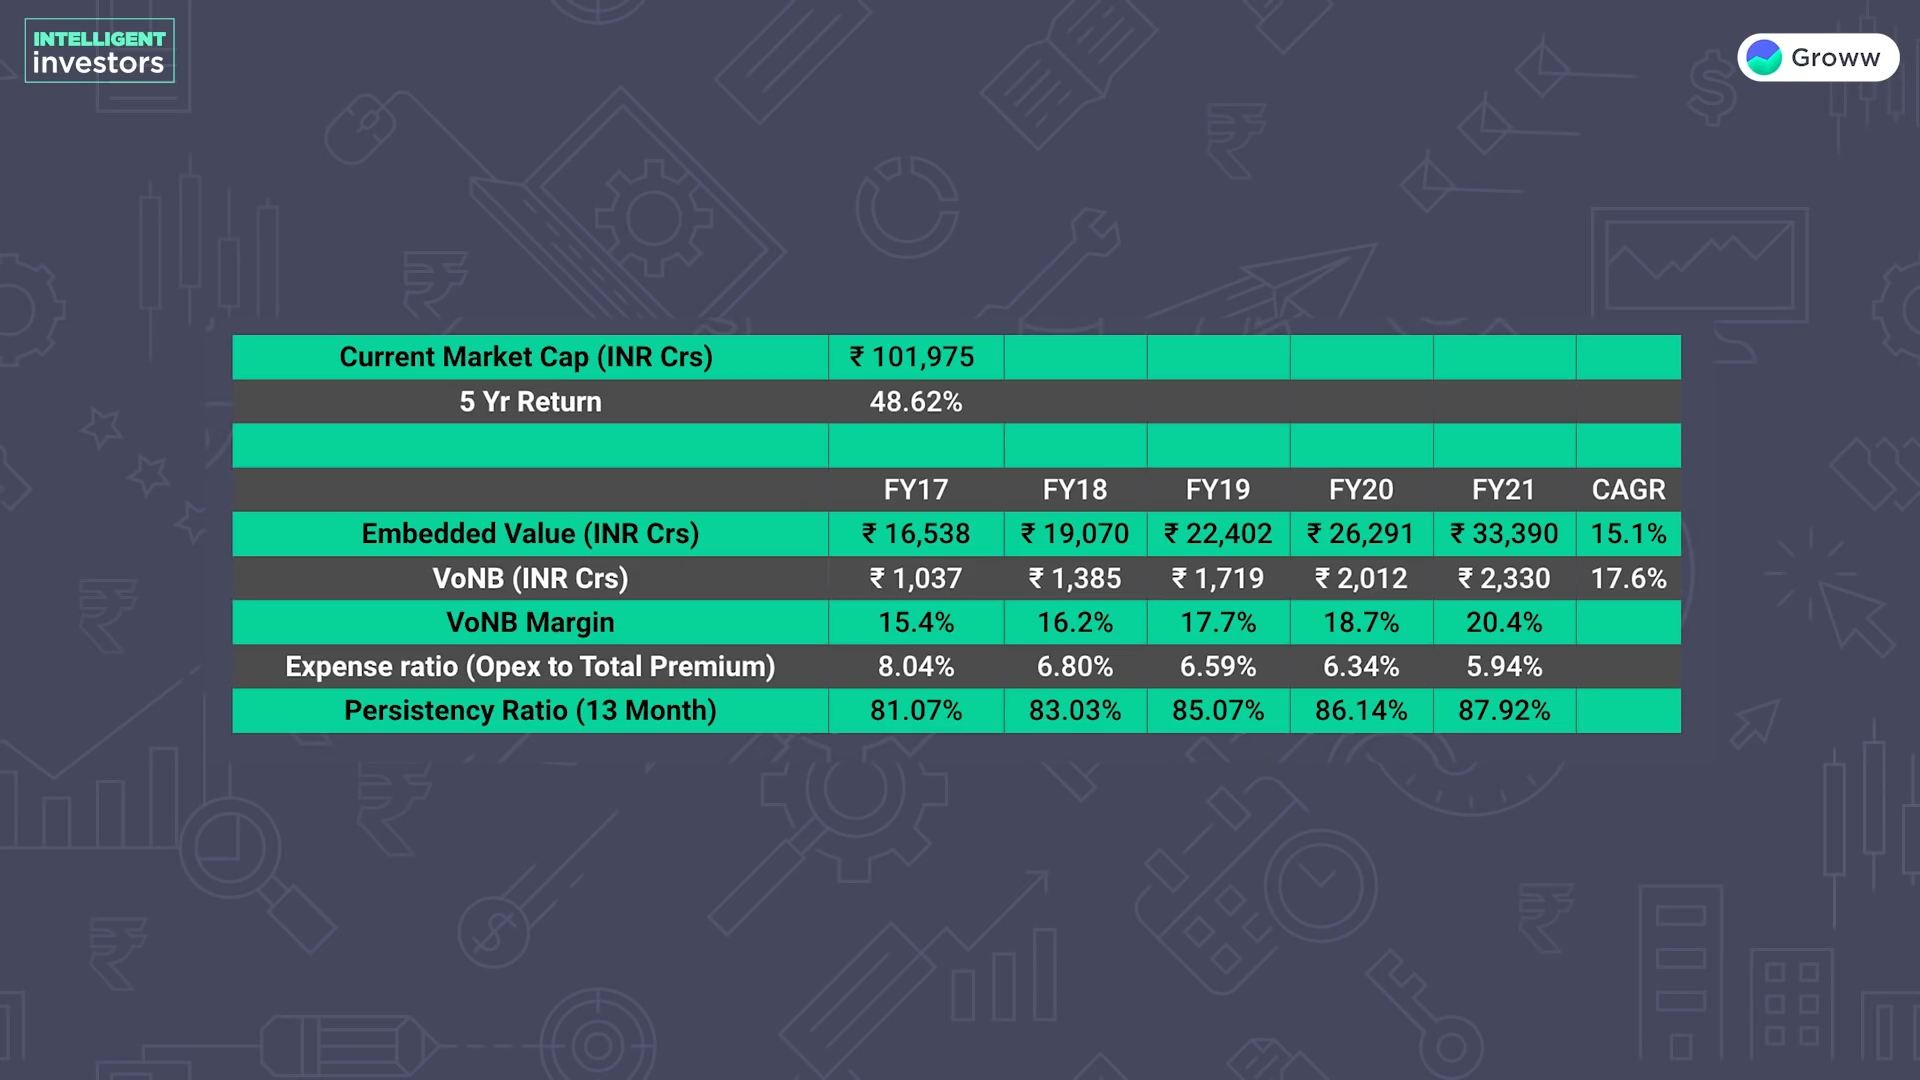 INTELLIGENT
investors
Groww
Current Market Cap (INR Crs) ₹ 101,975
5 Yr Return 48.62%
FY17 FY18 FY19 FY20 FY21 CAGR
Embedded Value (INR Crs) ₹ 16,538 ₹ 19,070 ₹ 22,402 ₹ 26,291 ₹ 33,390 15.1%
VoNB (INR Crs) ₹ 1,037 ₹ 1,385 ₹ 1,719 ₹ 2,012 ₹ 2,330 17.6%
VoNB Margin 15.4% 16.2% 17.7% 18.7% 20.4%
Expense ratio (Opex to Total Premium) 8.04% 6.80% 6.59% 6.34% 5.94%
Persistency Ratio (13 Month) 81.07% 83.03% 85.07% 86.14% 87.92%